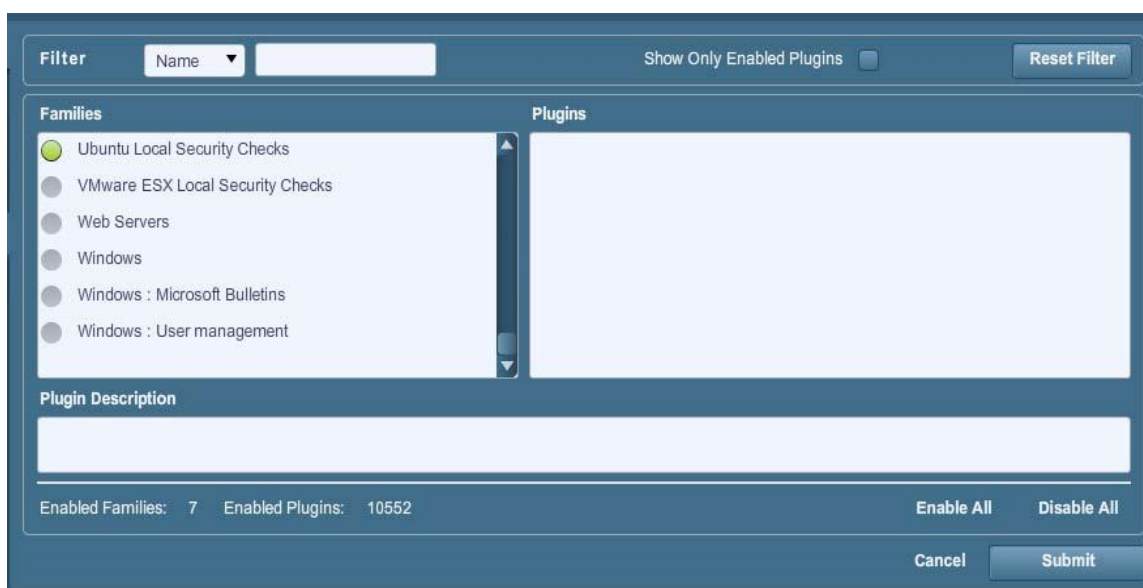 Filter Name Show Only Enabled Plugins Reset Filter
Families Plugins
Ubuntu Local Security Checks
VMware ESX Local Security Checks
Web Servers
Windows
Windows : Microsoft Bulletins
Windows : User management
Plugin Description
Enabled Families: 7 Enabled Plugins: 10552 Enable All Disable All
Cancel Submit